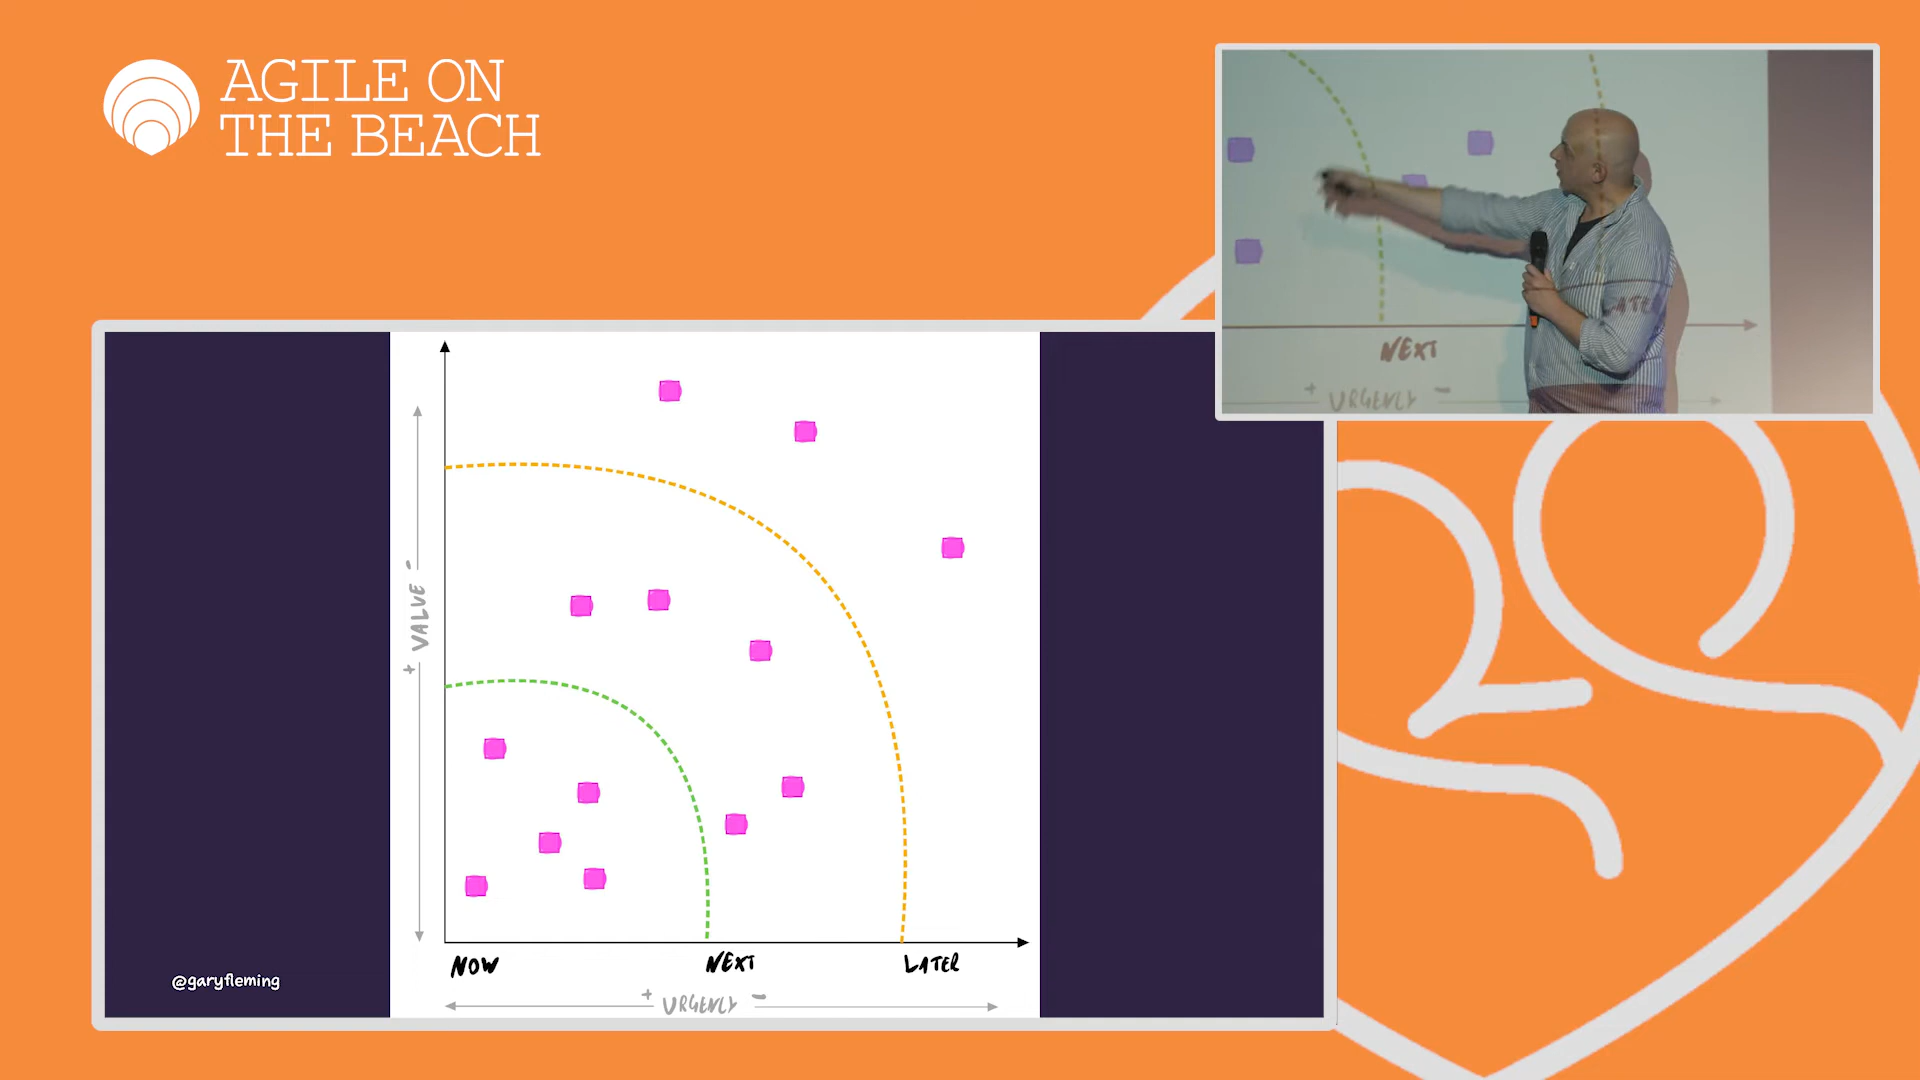 AGILE ON
THE BEACH
NEXT
+ URGENCY -
+ VALUE -
NOW
NEXT
LATER
+ URGENCY -
@garyfleming